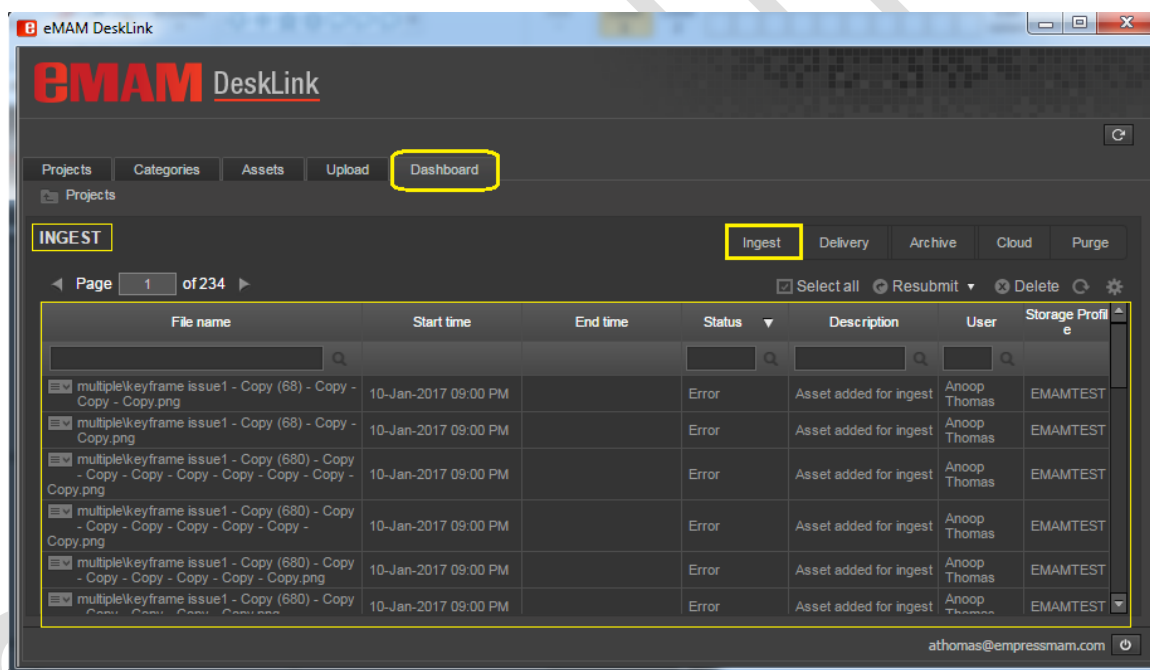 eMAM DeskLink
eMAM DeskLink
Projects Categories Assets Upload Dashboard
Projects
INGEST
Ingest Delivery Archive Cloud Purge
Page 1 of 234
Select all Resubmit Delete
File name Start time End time Status Description User Storage Profil
e
multiple\keyframe issue1 - Copy (68) - Copy - 10-Jan-2017 09:00 PM Error Asset added for ingest Anoop EMAMTEST
Copy - Copy.png Thomas
multiple\keyframe issue1 - Copy (68) - Copy - 10-Jan-2017 09:00 PM Error Asset added for ingest Anoop EMAMTEST
Copy.png Thomas
multiple\keyframe issue1 - Copy (680) - Copy
- Copy - Copy - Copy - Copy - Copy - Copy - 10-Jan-2017 09:00 PM Error Asset added for ingest Anoop EMAMTEST
Copy.png Thomas
multiple\keyframe issue1 - Copy (680) - Copy
- Copy - Copy - Copy - Copy - Copy - 10-Jan-2017 09:00 PM Error Asset added for ingest Anoop EMAMTEST
Copy.png Thomas
multiple\keyframe issue1 - Copy (680) - Copy 10-Jan-2017 09:00 PM Error Asset added for ingest Anoop EMAMTEST
- Copy - Copy - Copy - Copy - Copy.png Thomas
multiple\keyframe issue1 - Copy (680) - Copy 10-Jan-2017 09:00 PM Error Asset added for ingest Anoop EMAMTEST
athomas@empressmam.com